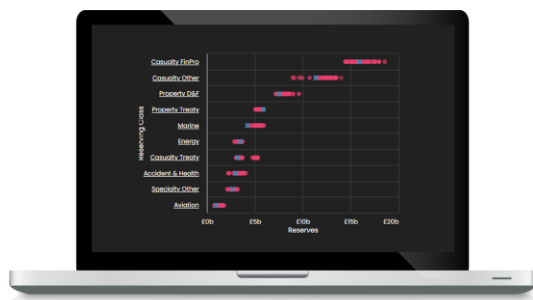 Casualty FinPro
Casualty Other
Property D&F
Property Treaty
Marine
Energy
Casualty Treaty
Accident & Health
Specialty Other
Aviation
Reserving Class
£0b £5b £10b £15b £20b
Reserves